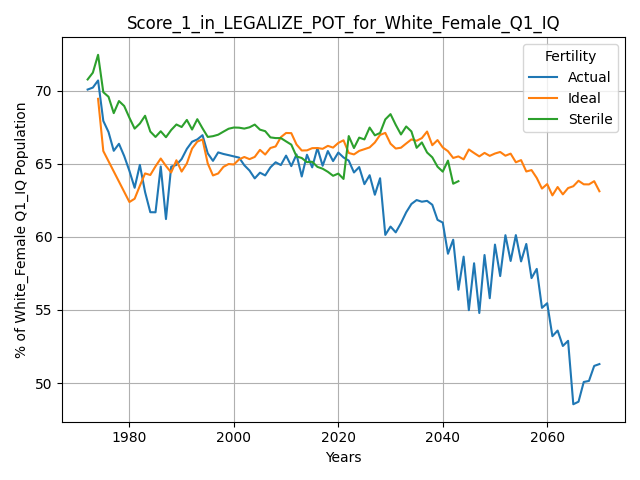 Score_1_in_LEGALIZE_POT_for_White_Female_Q1_IQ
% of White_Female Q1_IQ Population
70
65
60
55
50
Fertility
Actual
Ideal
Sterile
1980
2000
2020
2040
2060
Years